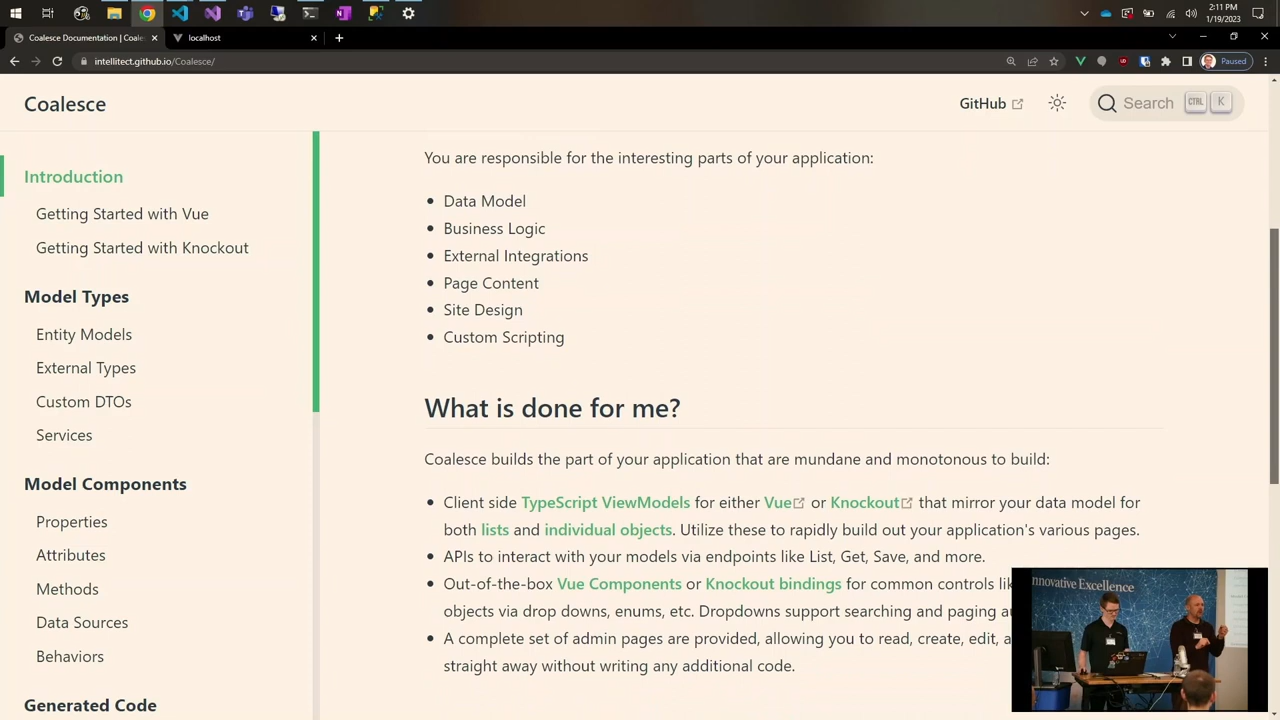 2:11 PM
1/19/2023
Coalesce Documentation | Coale
localhost
intellitect.github.io/Coalesce/
Paused
Coalesce
GitHub
Search
CTRL
K
Introduction
Getting Started with Vue
Getting Started with Knockout
Model Types
Entity Models
External Types
Custom DTOs
Services
Model Components
Properties
Attributes
Methods
Data Sources
Behaviors
Generated Code
You are responsible for the interesting parts of your application:
Data Model
Business Logic
External Integrations
Page Content
Site Design
Custom Scripting
What is done for me?
Coalesce builds the part of your application that are mundane and monotonous to build:
Client side TypeScript ViewModels for either Vue or Knockout that mirror your data model for
both lists and individual objects. Utilize these to rapidly build out your application's various pages.
APIs to interact with your models via endpoints like List, Get, Save, and more.
Out-of-the-box Vue Components or Knockout bindings for common controls
objects via drop downs, enums, etc. Dropdowns support searching and paging
A complete set of admin pages are provided, allowing you to read, create, edit,
straight away without writing any additional code.
nnovative Excellence